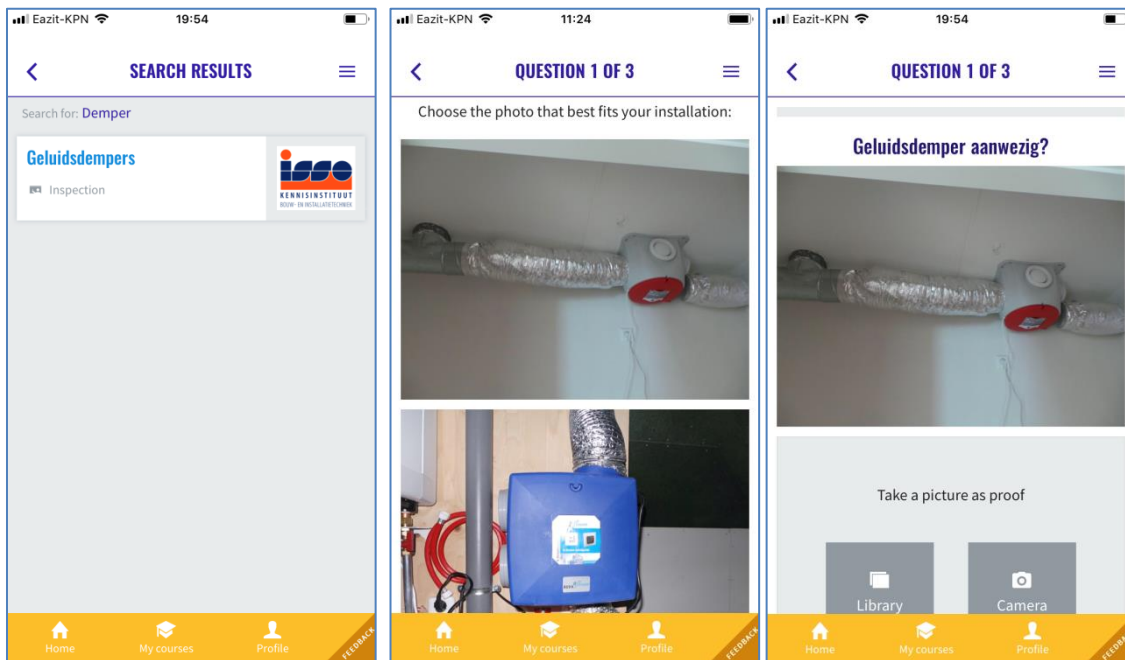 Eazit-KPN 19:54
SEARCH RESULTS
Search for: Demper
Geluidsdempers
Inspection
isso
KENNISINSTITUUT
BOUW- EN INSTALLATIETECHNIEK
Home My courses Profile
FEEDBACK
Eazit-KPN 11:24
QUESTION 1 OF 3
Choose the photo that best fits your installation:
Home My courses Profile
FEEDBACK
Eazit-KPN 19:54
QUESTION 1 OF 3
Geluidsdemper aanwezig?
Take a picture as proof
Library Camera
Home My courses Profile
FEEDBACK